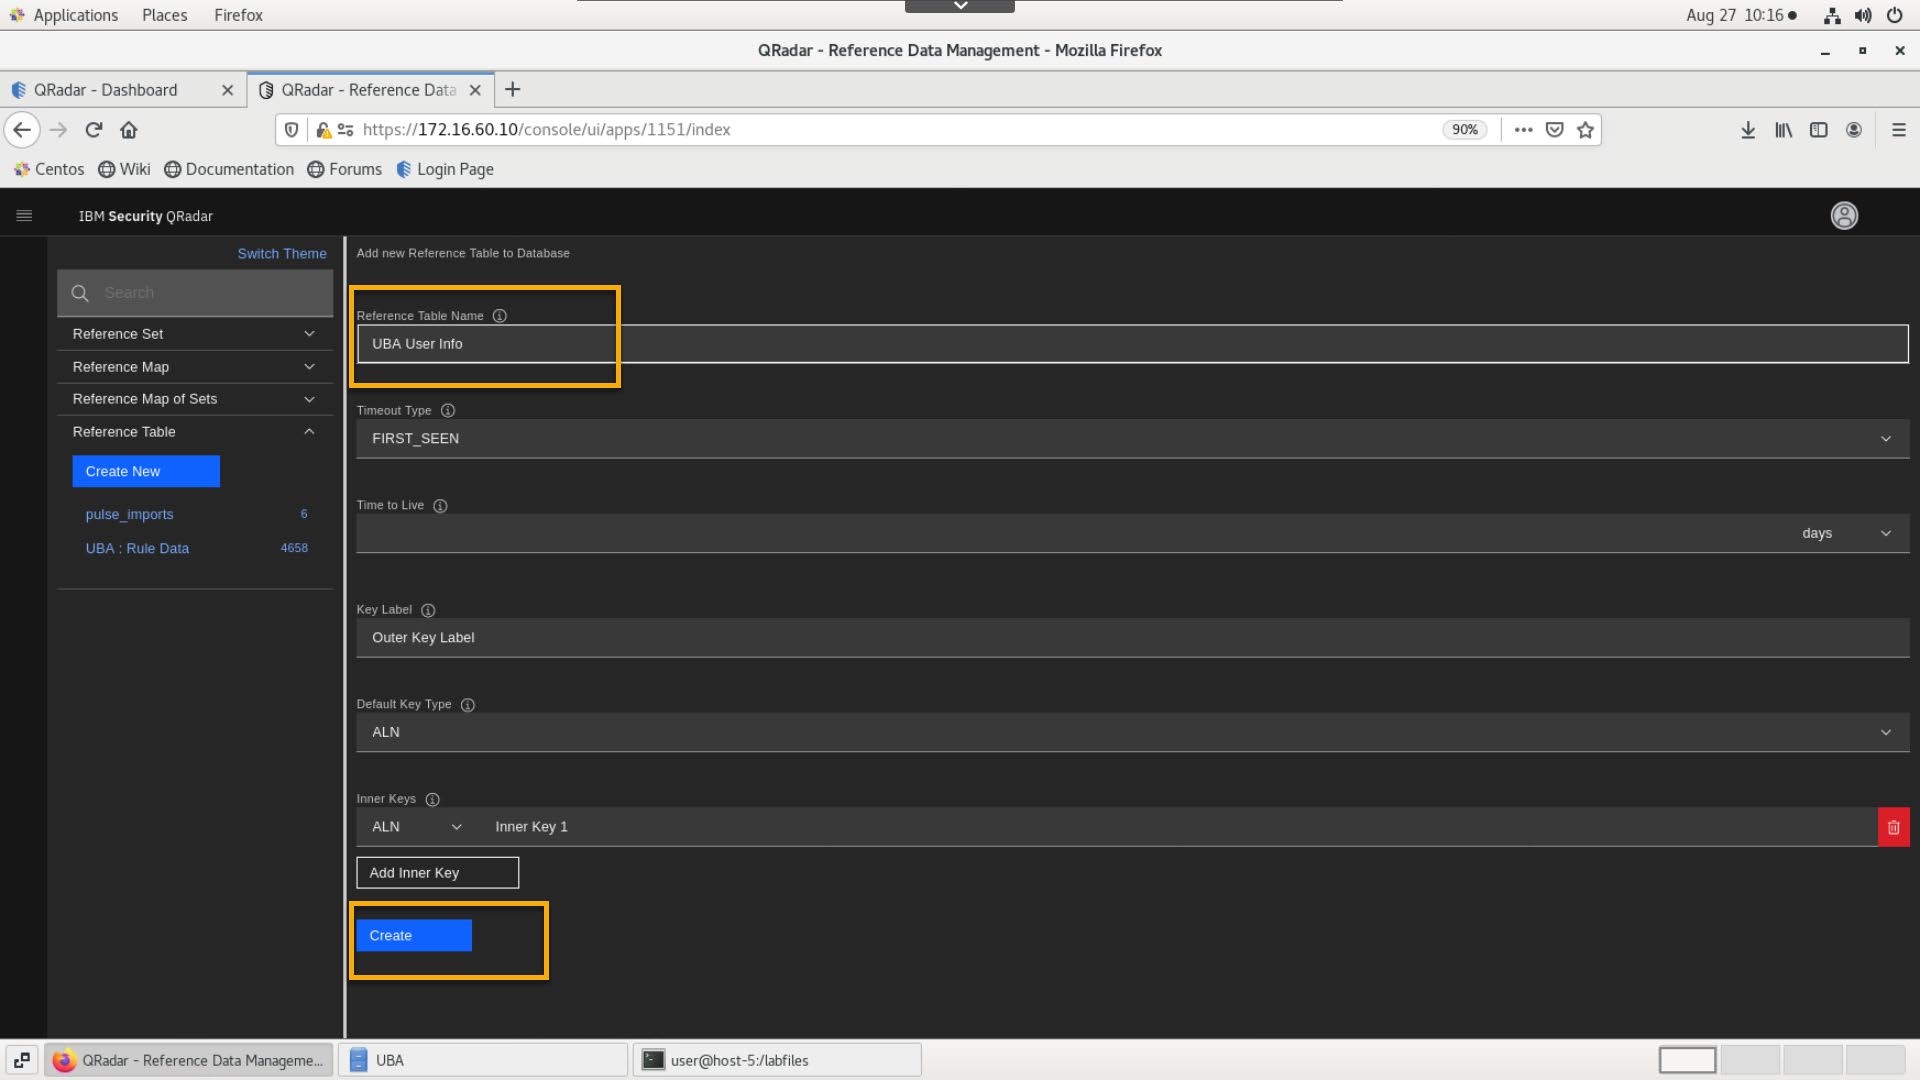 Applications Places Firefox Aug 27 10:16
QRadar - Reference Data Management - Mozilla Firefox
QRadar - Dashboard QRadar - Reference Data
https://172.16.60.10/console/ui/apps/1151/index 90%
Centos Wiki Documentation Forums Login Page
IBM Security QRadar
Switch Theme
Search
Reference Set
Reference Map
Reference Map of Sets
Reference Table
Create New
pulse_imports 6
UBA : Rule Data 4658
Add new Reference Table to Database
Reference Table Name
UBA User Info
Timeout Type
FIRST_SEEN
Time to Live
days
Key Label
Outer Key Label
Default Key Type
ALN
Inner Keys
ALN Inner Key 1
Add Inner Key
Create
QRadar - Reference Data Manageme... UBA user@host-5:/labfiles